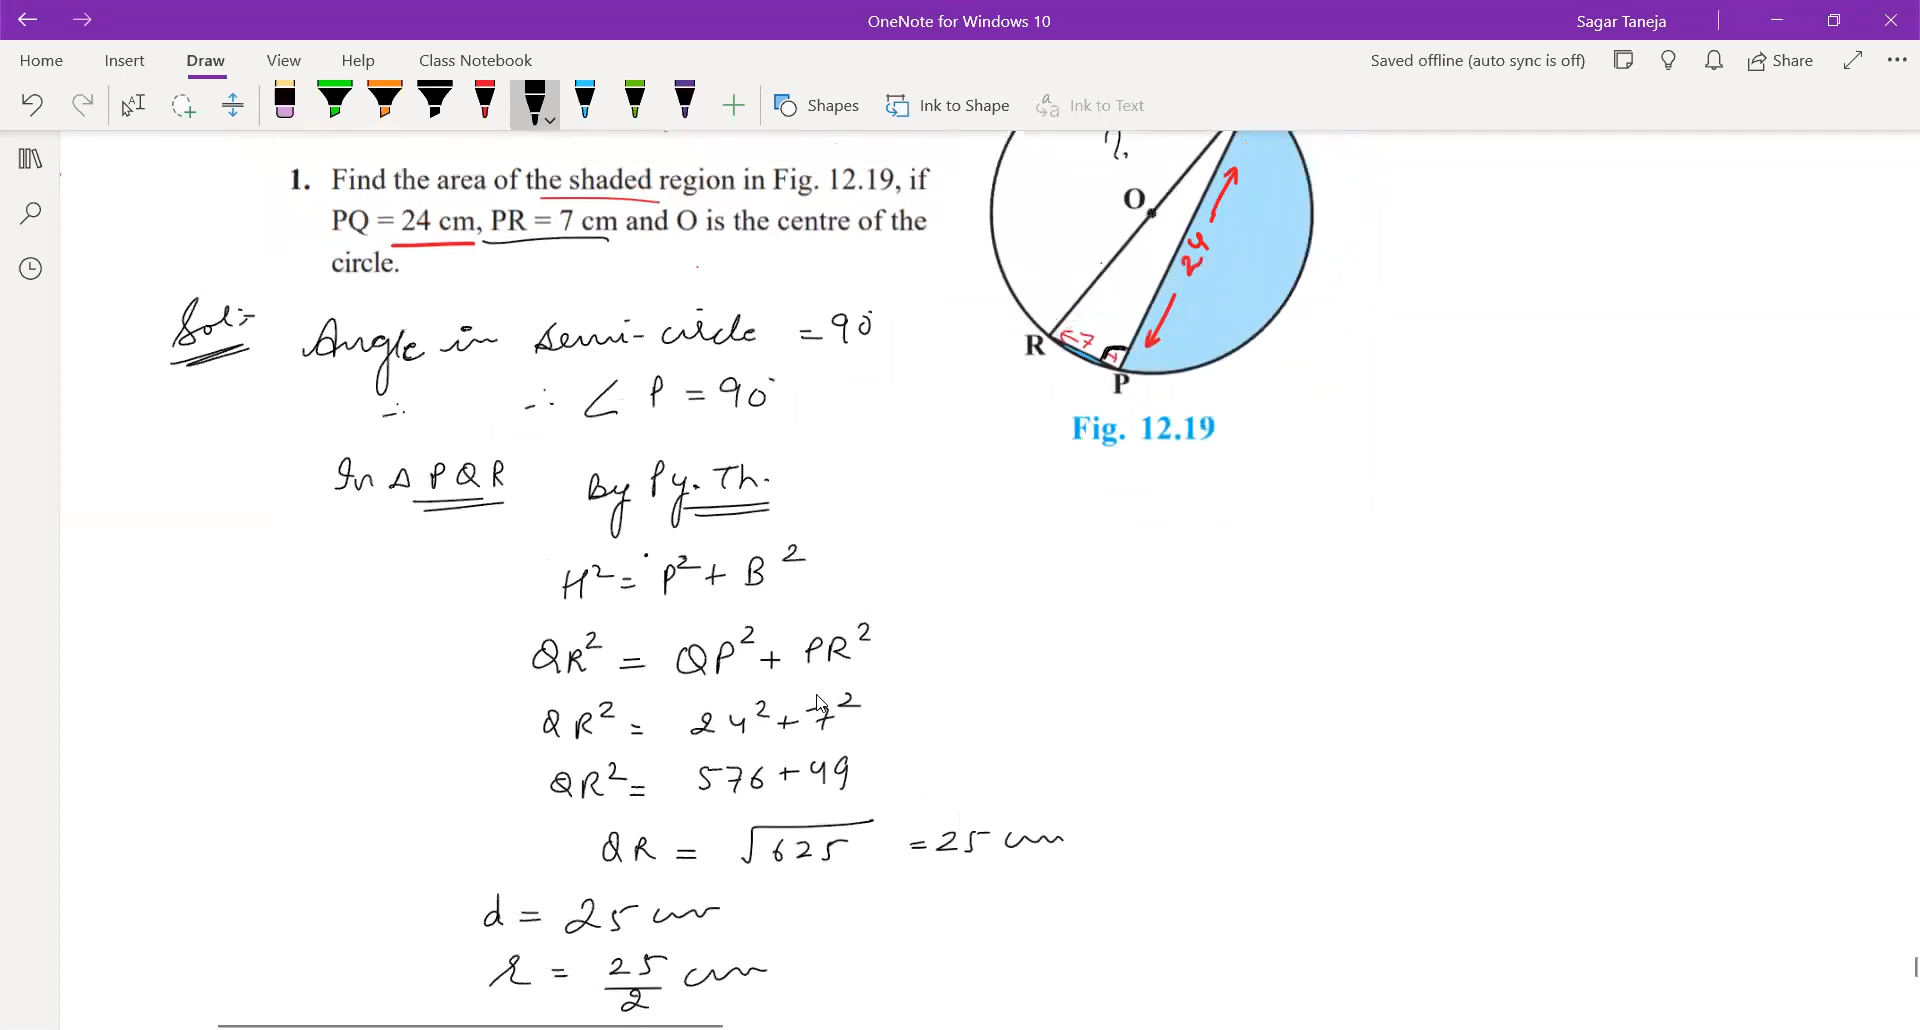 OneNote for Windows 10
Sagar Taneja
Home Insert Draw View Help Class Notebook
Saved offline (auto sync is off) Share
Shapes Ink to Shape Ink to Text
1. Find the area of the shaded region in Fig. 12.19, if
PQ = 24 cm, PR = 7 cm and O is the centre of the
circle.
O
24
7
R
P
Fig. 12.19
Sol:-
Angle in semi-circle = 90°
∴ ∴ ∠ P = 90°
In Δ PQR By Py. Th.
H² = P² + B²
QR² = QP² + PR²
QR² = 24² + 7²
QR² = 576 + 49
QR = √625 = 25 cm
d = 25 cm
r = 25/2 cm